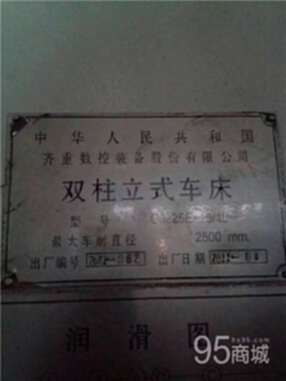 中华人民共和国
齐重数控装备股份有限公司
双柱立式车床
型号
最大车削直径 2500 mm.
出厂编号 出厂日期
润滑图
95商城